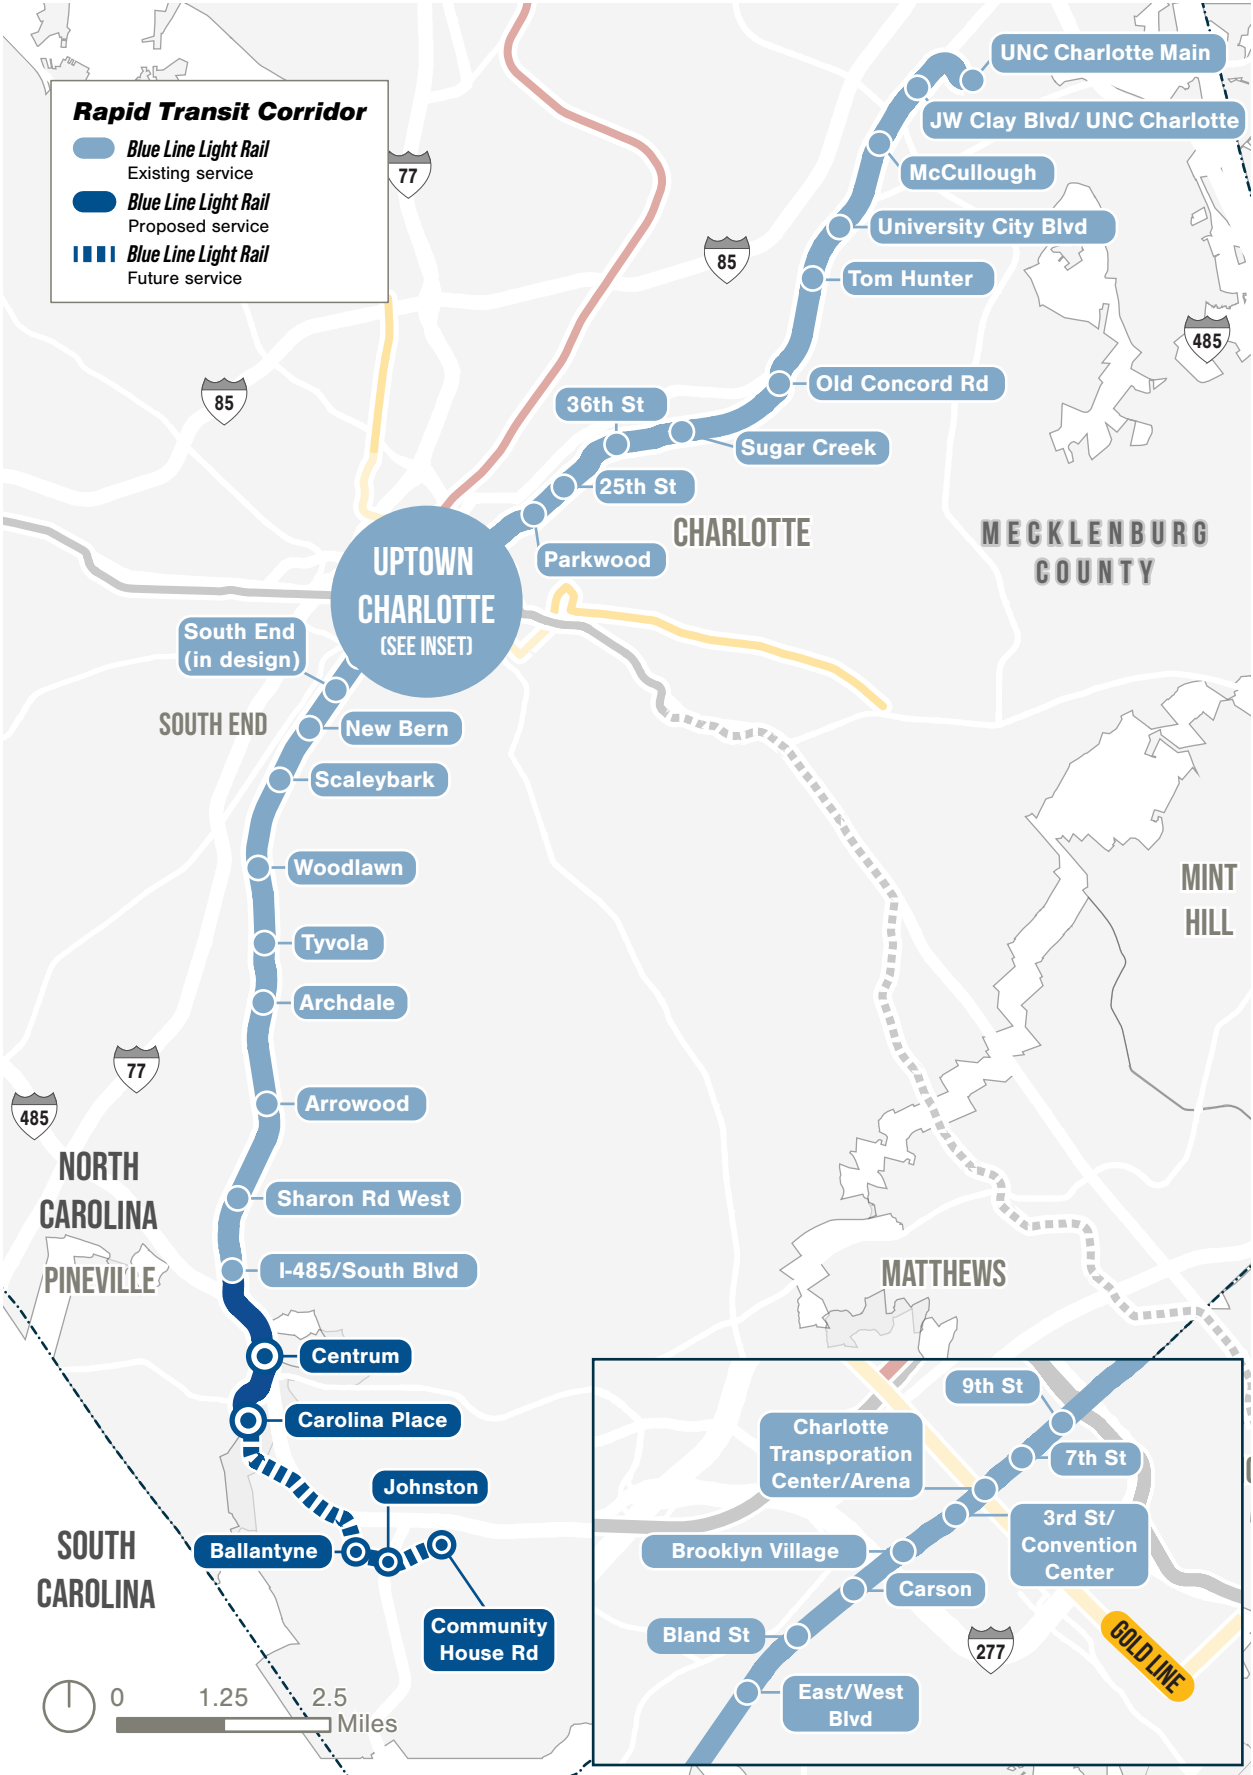 Rapid Transit Corridor
Blue Line Light Rail
Existing service
Blue Line Light Rail
Proposed service
Blue Line Light Rail
Future service
77
85
85
485
UNC Charlotte Main
JW Clay Blvd/ UNC Charlotte
McCullough
University City Blvd
Tom Hunter
Old Concord Rd
36th St
Sugar Creek
25th St
Parkwood
CHARLOTTE
MECKLENBURG
COUNTY
UPTOWN
CHARLOTTE
(SEE INSET)
South End
(in design)
SOUTH END
New Bern
Scaleybark
Woodlawn
Tyvola
Archdale
Arrowood
Sharon Rd West
I-485/South Blvd
MINT
HILL
77
485
NORTH
CAROLINA
PINEVILLE
MATTHEWS
Centrum
Carolina Place
Johnston
Ballantyne
Community
House Rd
SOUTH
CAROLINA
0 1.25 2.5
Miles
9th St
Charlotte
Transporation
Center/Arena
7th St
3rd St/
Convention
Center
Brooklyn Village
Carson
Bland St
277
GOLD LINE
East/West
Blvd